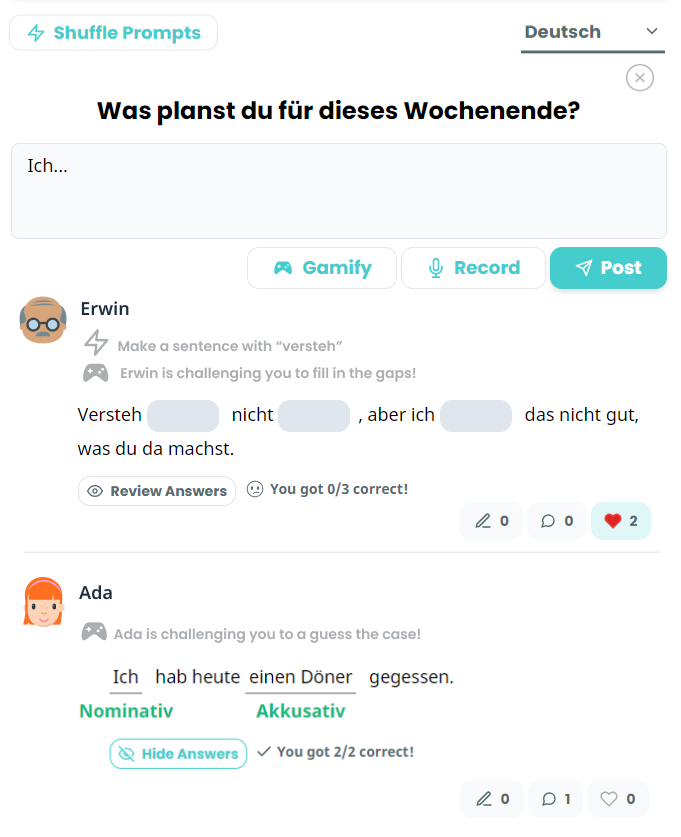 Shuffle Prompts
Deutsch
Was planst du für dieses Wochenende?
Ich...
Gamify
Record
Post
Erwin
Make a sentence with “versteh”
Erwin is challenging you to fill in the gaps!
Versteh nicht , aber ich das nicht gut,
was du da machst.
Review Answers
You got 0/3 correct!
0 0 2
Ada
Ada is challenging you to a guess the case!
Ich hab heute einen Döner gegessen.
Nominativ Akkusativ
Hide Answers
You got 2/2 correct!
0 1 0